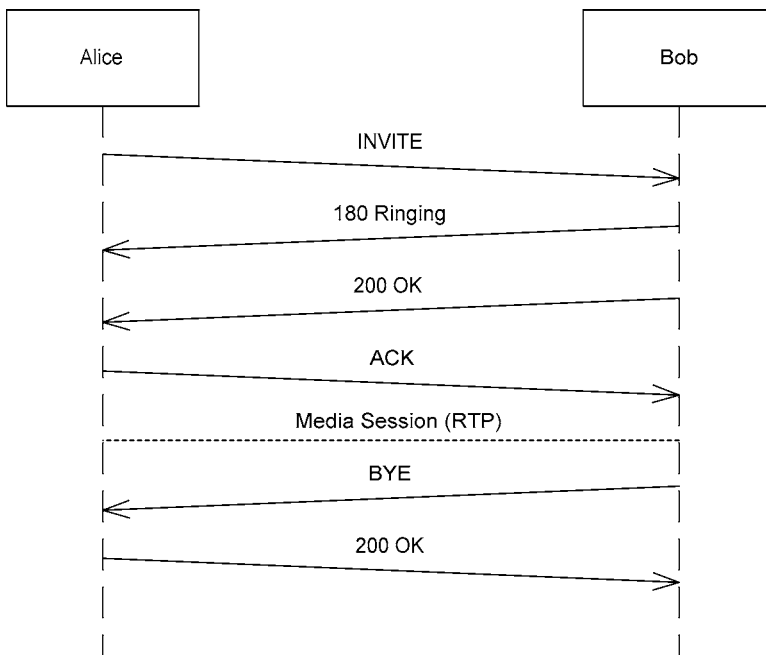 Alice
Bob
INVITE
180 Ringing
200 OK
ACK
Media Session (RTP)
BYE
200 OK